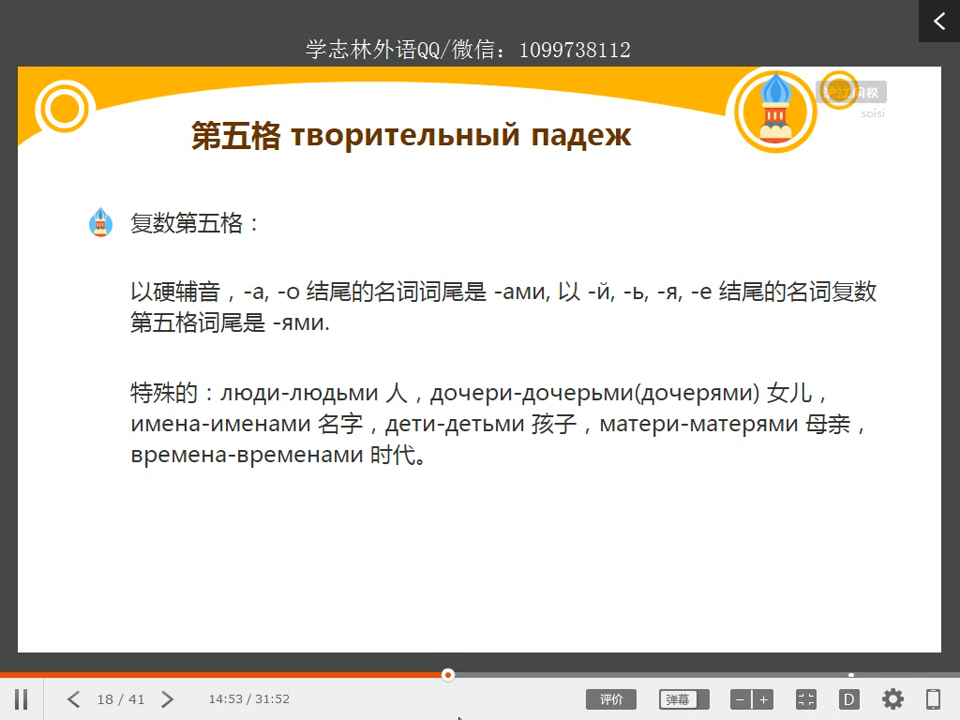 学志林外语QQ/微信：1099738112
沪江网校
soisi
第五格 творительный падеж
复数第五格：
以硬辅音，-а, -о 结尾的名词词尾是 -ами, 以 -й, -ь, -я, -е 结尾的名词复数
第五格词尾是 -ями.
特殊的：люди-людьми 人，дочери-дочерьми(дочерями) 女儿，
имена-именами 名字，дети-детьми 孩子，матери-матерями 母亲，
времена-временами 时代。
18 / 41
14:53 / 31:52
评价
弹幕
D